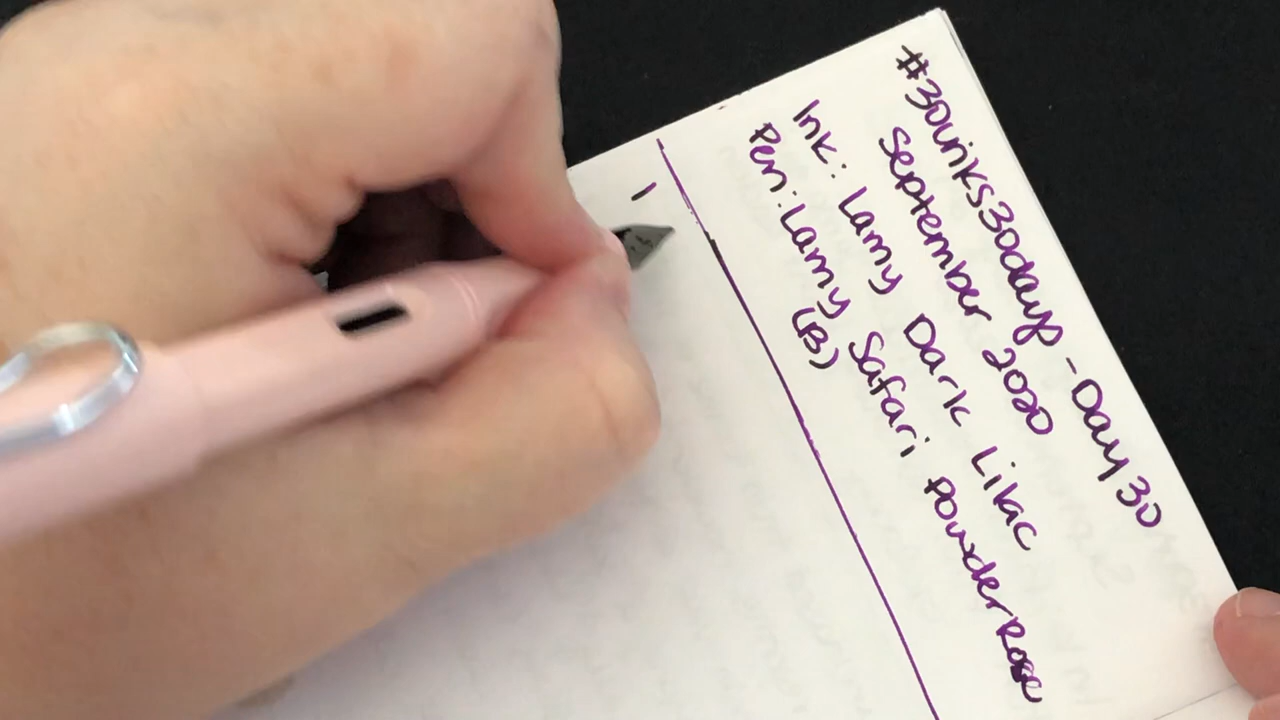 #30inks30days - Day 30
September 2020
Ink: Lamy Dark Lilac
Pen: Lamy Safari Powder Rose
(B)